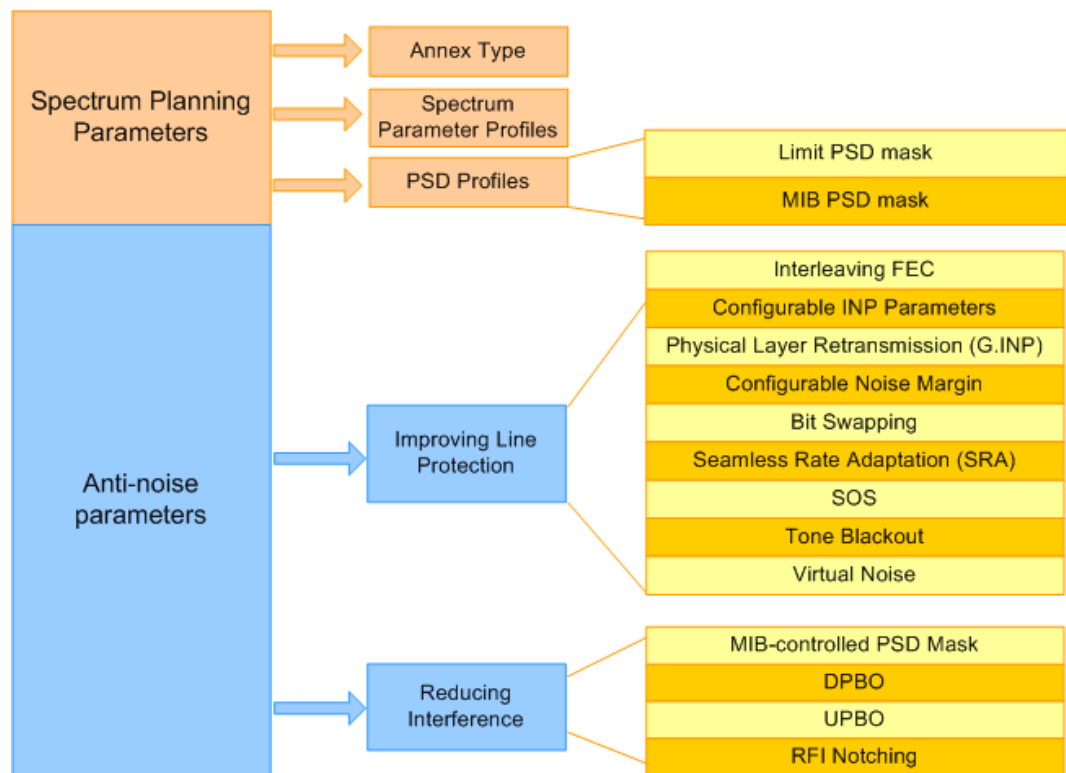 Spectrum Planning
Parameters
Annex Type
Spectrum
Parameter Profiles
PSD Profiles
Limit PSD mask
MIB PSD mask
Anti-noise
parameters
Improving Line
Protection
Interleaving FEC
Configurable INP Parameters
Physical Layer Retransmission (G.INP)
Configurable Noise Margin
Bit Swapping
Seamless Rate Adaptation (SRA)
SOS
Tone Blackout
Virtual Noise
Reducing
Interference
MIB-controlled PSD Mask
DPBO
UPBO
RFI Notching